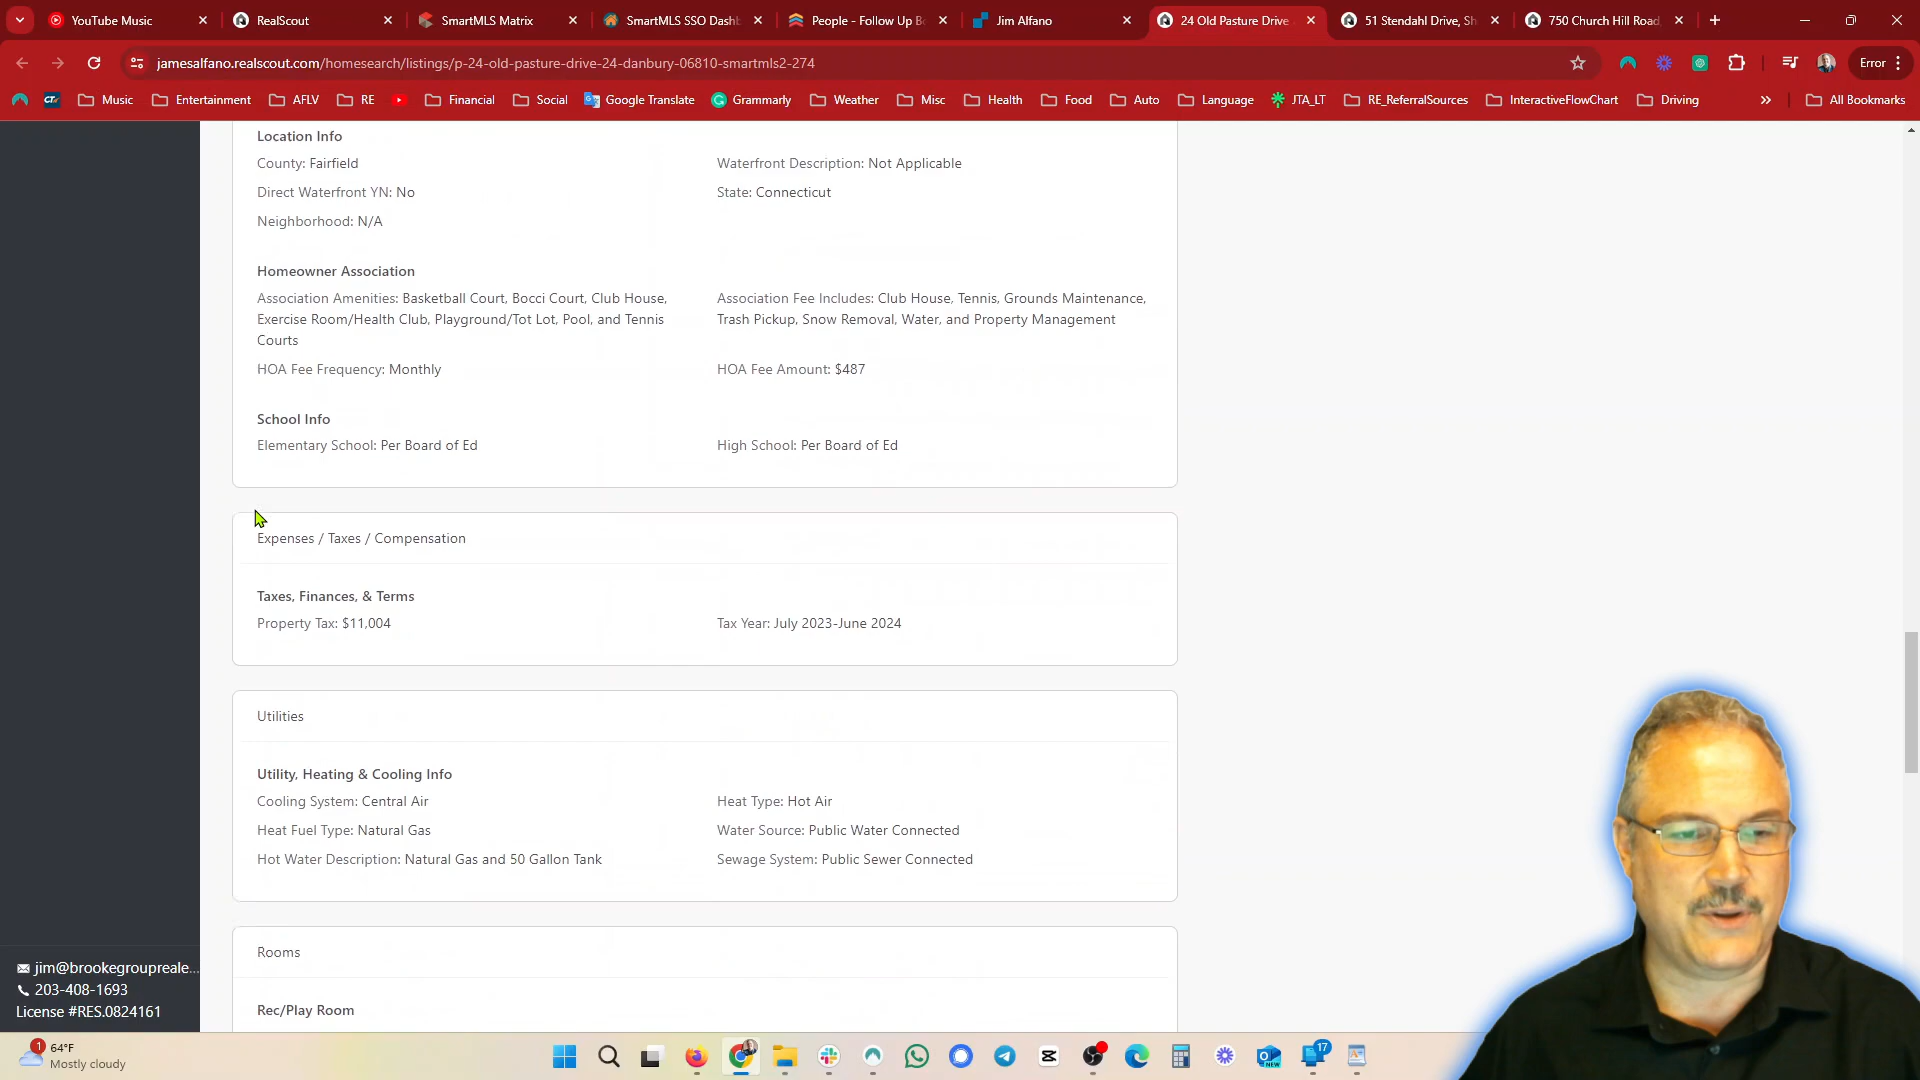 YouTube Music
RealScout
SmartMLS Matrix
SmartMLS SSO Dashb
People - Follow Up B
Jim Alfano
24 Old Pasture Drive
51 Stendahl Drive, Sh
750 Church Hill Road,
jamesalfano.realscout.com/homesearch/listings/p-24-old-pasture-drive-24-danbury-06810-smartmls2-274
Error
Music
Entertainment
AFLV
RE
Financial
Social
Google Translate
Grammarly
Weather
Misc
Health
Food
Auto
Language
JTA_LT
RE_ReferralSources
InteractiveFlowChart
Driving
All Bookmarks
Location Info
County: Fairfield
Waterfront Description: Not Applicable
Direct Waterfront YN: No
State: Connecticut
Neighborhood: N/A
Homeowner Association
Association Amenities: Basketball Court, Bocci Court, Club House,
Exercise Room/Health Club, Playground/Tot Lot, Pool, and Tennis
Courts
Association Fee Includes: Club House, Tennis, Grounds Maintenance,
Trash Pickup, Snow Removal, Water, and Property Management
HOA Fee Frequency: Monthly
HOA Fee Amount: $487
School Info
Elementary School: Per Board of Ed
High School: Per Board of Ed
Expenses / Taxes / Compensation
Taxes, Finances, & Terms
Property Tax: $11,004
Tax Year: July 2023-June 2024
Utilities
Utility, Heating & Cooling Info
Cooling System: Central Air
Heat Type: Hot Air
Heat Fuel Type: Natural Gas
Water Source: Public Water Connected
Hot Water Description: Natural Gas and 50 Gallon Tank
Sewage System: Public Sewer Connected
Rooms
Rec/Play Room
jim@brookegroupreale...
203-408-1693
License #RES.0824161
1
64°F
Mostly cloudy
NEW
17